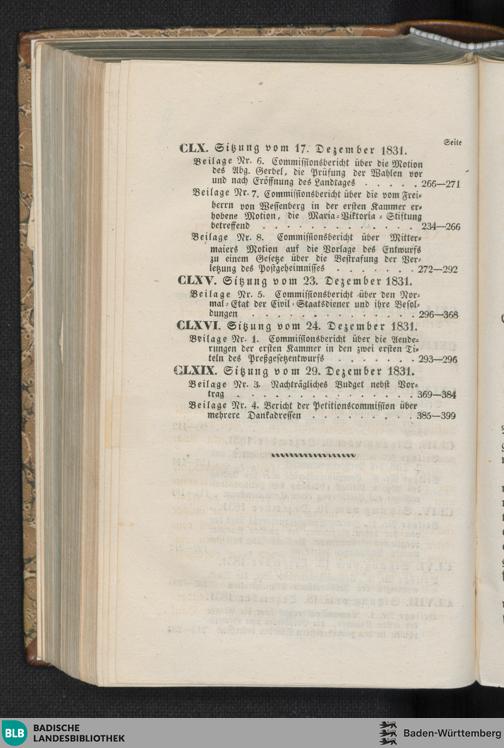 Seite
CLX. Sitzung vom 17. Dezember 1831.
Beilage Nr. 6. Commissionsbericht über die Motion
des Abg. Gerbel, die Prüfung der Wahlen vor
und nach Eröffnung des Landtages . . . . . 266—271
Beilage Nr. 7. Commissionsbericht über die vom Frei-
herrn von Wessenberg in der ersten Kammer er-
hobene Motion, die Maria-Viktoria-Stiftung
betreffend . . . . . . . . . . . . 234—266
Beilage Nr. 8. Commissionsbericht über Mitter-
maiers Motion auf die Vorlage des Entwurfs
zu einem Gesetze über die Bestrafung der Ver-
letzung des Postgeheimnisses . . . . . . . 272—292
CLXV. Sitzung vom 23. Dezember 1831.
Beilage Nr. 5. Commissionsbericht über den Nor-
mal-Etat der Civil-Staatsdiener und ihre Besol-
dungen . . . . . . . . . . . . . . 296—368
CLXVI. Sitzung vom 24. Dezember 1831.
Beilage Nr. 1. Commissionsbericht über die Aende-
rungen der ersten Kammer in den zwei ersten Ti-
teln des Preßgesetzentwurfs . . . . . . . 293—296
CLXIX. Sitzung vom 29. Dezember 1831.
Beilage Nr. 3. Nachträgliches Budget nebst Vor-
trag . . . . . . . . . . . . . . 369—384
Beilage Nr. 4. Bericht der Petitionscommission über
mehrere Dankadressen . . . . . . . . 385—399
BLB BADISCHE
LANDESBIBLIOTHEK
Baden-Württemberg